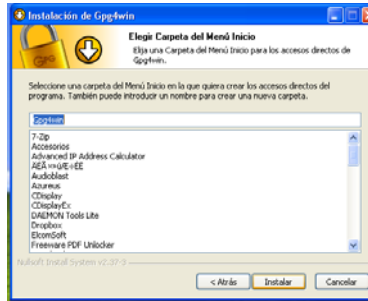 Instalación de Gpg4win
Elegir Carpeta del Menú Inicio
Elija una Carpeta del Menú Inicio para los accesos directos de
Gpg4win.
Seleccione una carpeta del Menú Inicio en la que quiera crear los accesos directos del
programa. También puede introducir un nombre para crear una nueva carpeta.
Gpg4win
7-Zip
Accesorios
Advanced IP Address Calculator
Audioblast
Azureus
CDisplay
CDisplayEx
DAEMON Tools Lite
Dropbox
ElcomSoft
Freeware PDF Unlocker
Nullsoft Install System v2.37-3
< Atrás
Instalar
Cancelar